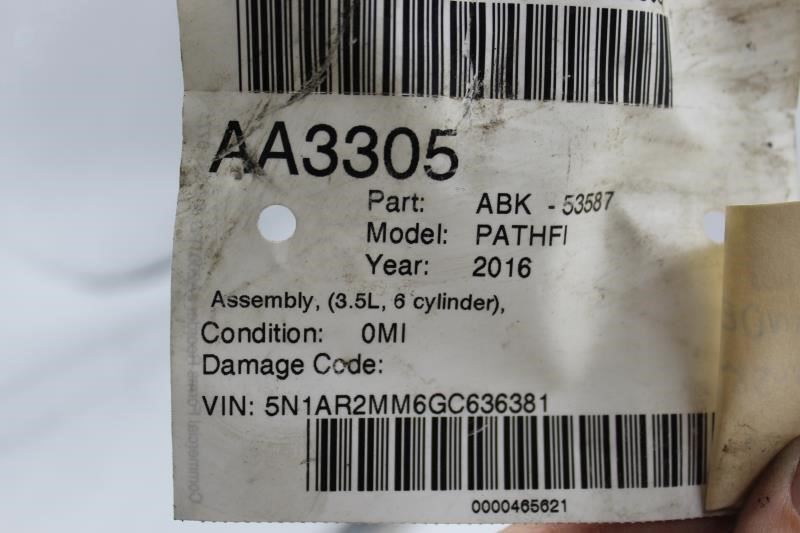 AA3305
Part: ABK - 53587
Model: PATHFI
Year: 2016
Assembly, (3.5L, 6 cylinder),
Condition: 0MI
Damage Code:
VIN: 5N1AR2MM6GC636381
0000465621